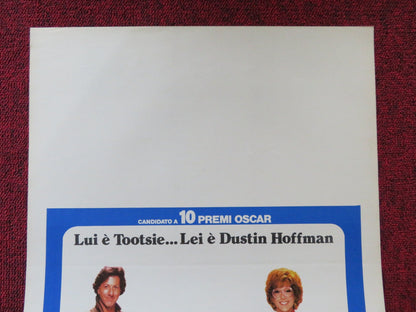 CANDIDATO A 10 PREMI OSCAR
Lui è Tootsie... Lei è Dustin Hoffman